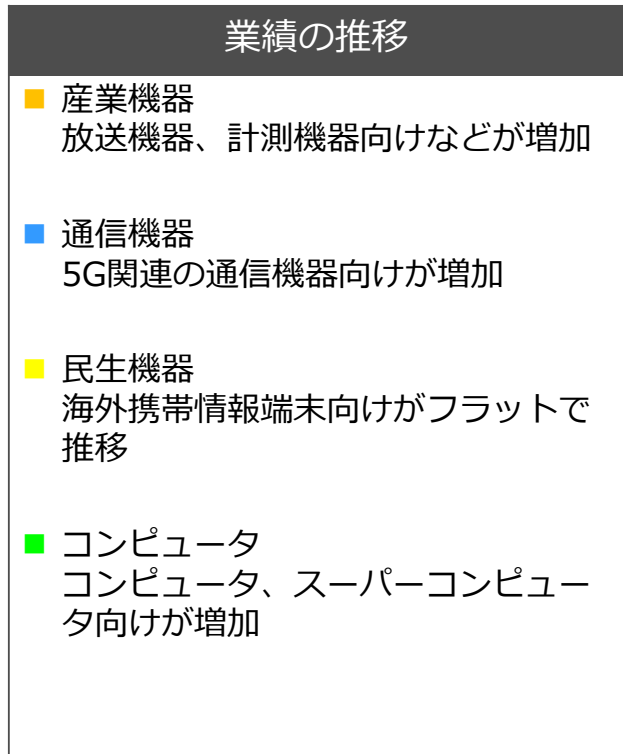 業績の推移
産業機器
放送機器、計測機器向けなどが増加
通信機器
5G関連の通信機器向けが増加
民生機器
海外携帯情報端末向けがフラットで
推移
コンピュータ
コンピュータ、スーパーコンピュー
タ向けが増加